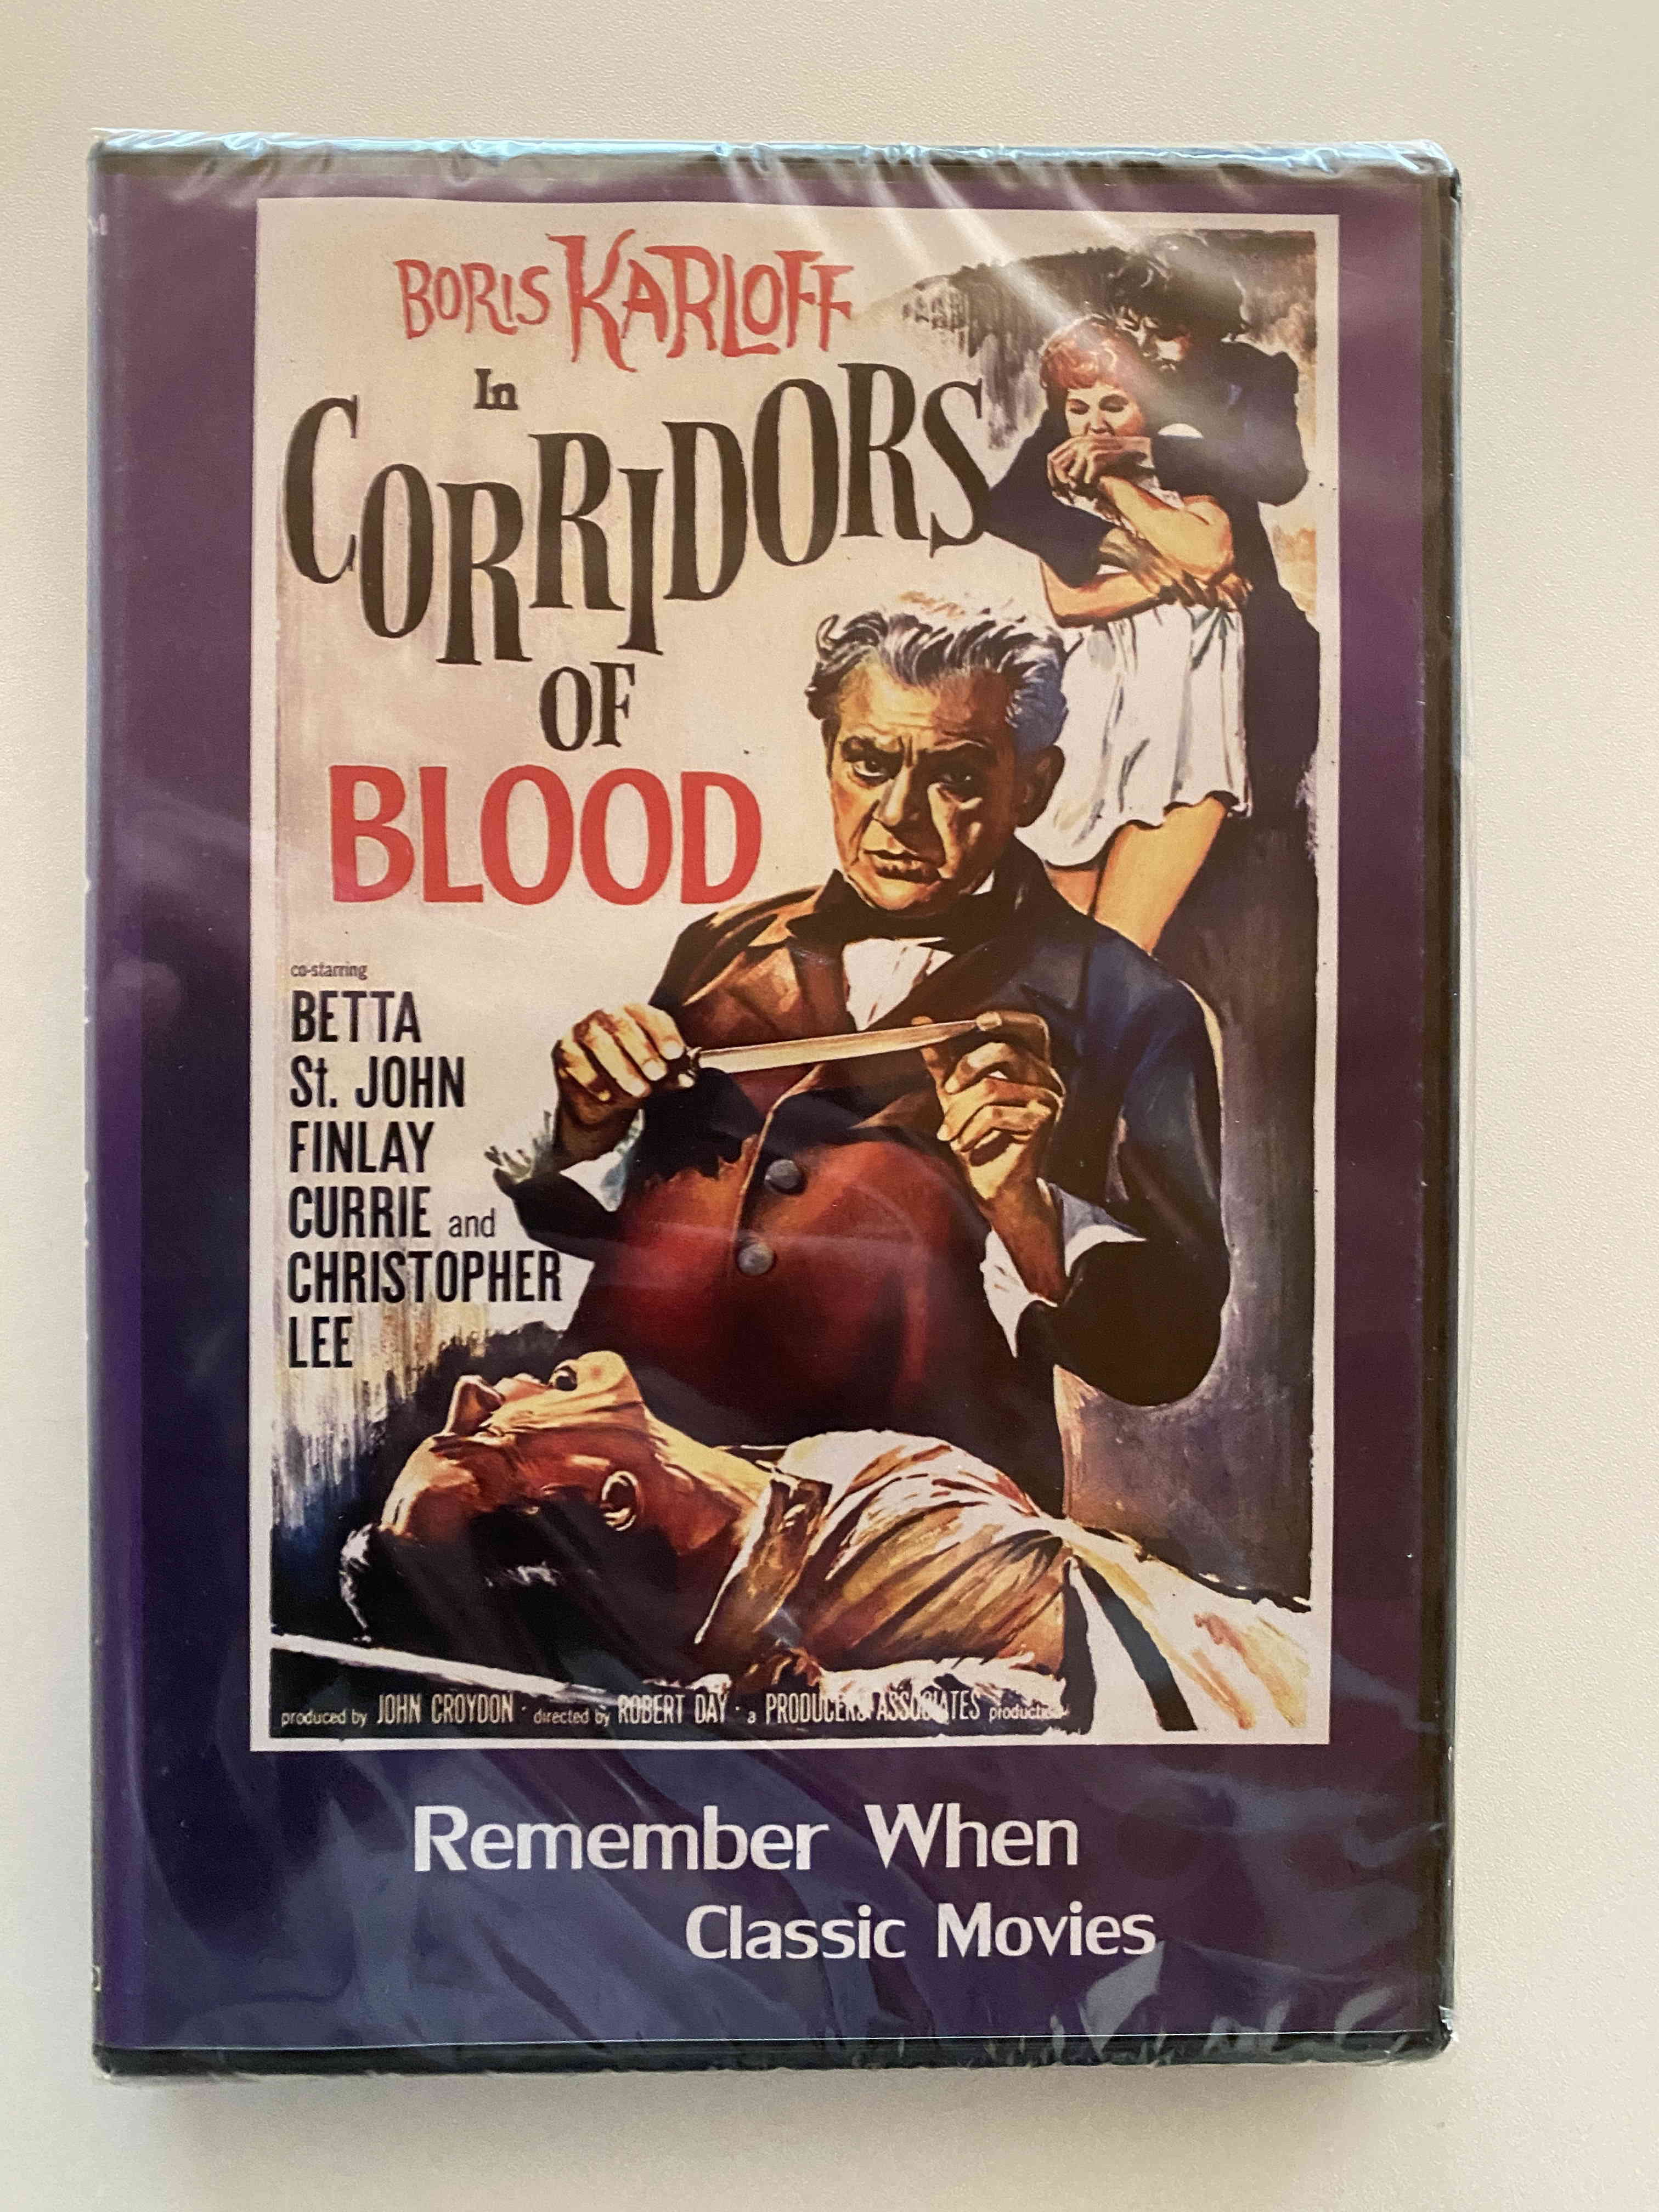 BORIS KARLOFF
In
CORRIDORS
OF
BLOOD
co-starring
BETTA
St. JOHN
FINLAY
CURRIE and
CHRISTOPHER
LEE
produced by JOHN CROYDON · directed by ROBERT DAY · a PRODUCERS ASSOCIATES production
Remember When
Classic Movies